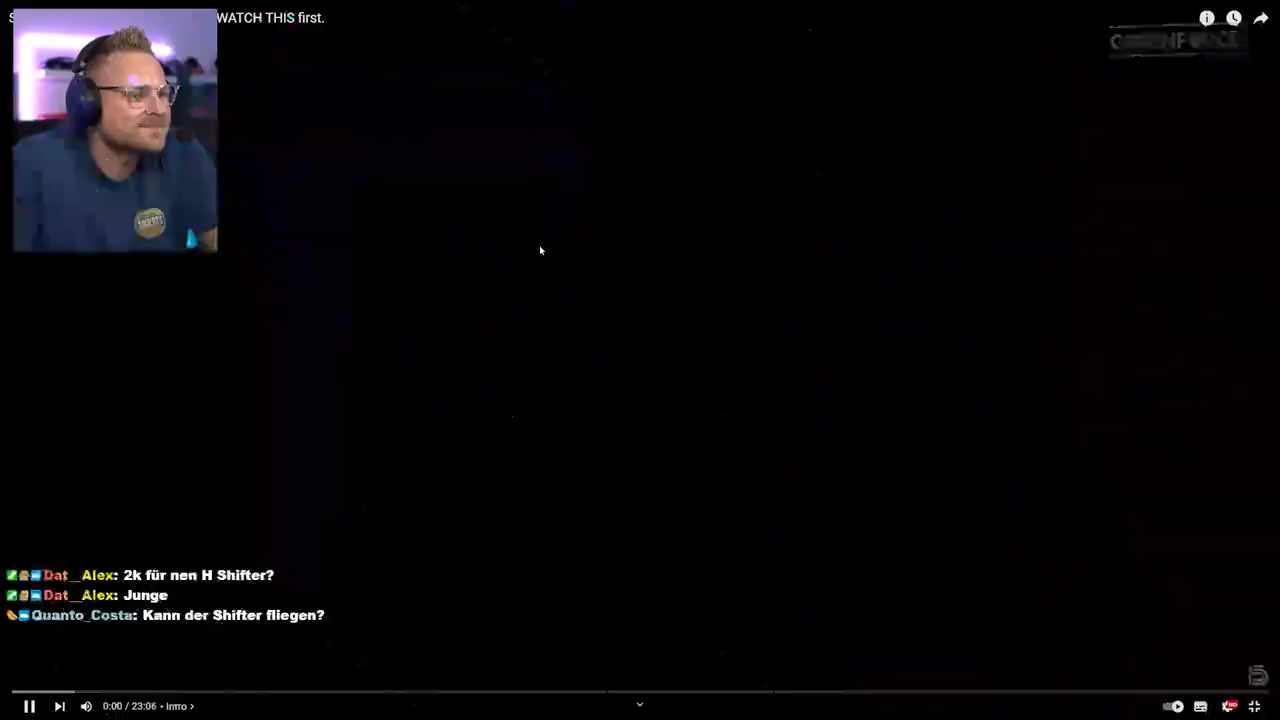 WATCH THIS first.
Dat_Alex: 2k für nen H Shifter?
Dat_Alex: Junge
Quanto_Costa: Kann der Shifter fliegen?
0:00 / 23:06 • Intro ›
HD